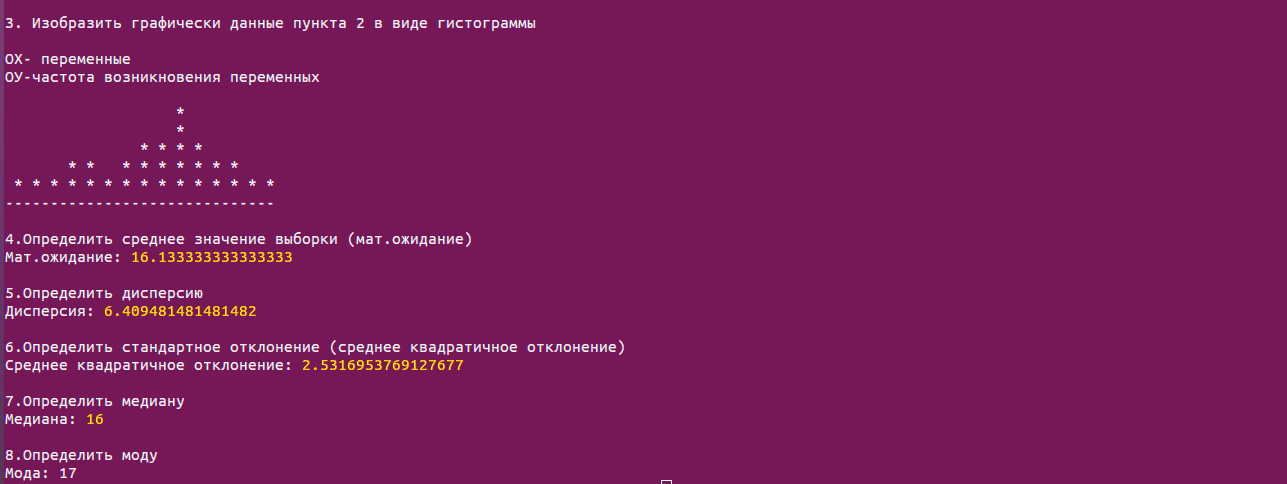 3. Изобразить графически данные пункта 2 в виде гистограммы
ОХ- переменные
ОУ-частота возникновения переменных
*
*
* * * *
* * * * * * * * *
* * * * * * * * * * * * * * *
------------------------------
4.Определить среднее значение выборки (мат.ожидание)
Мат.ожидание: 16.133333333333333
5.Определить дисперсию
Дисперсия: 6.409481481481482
6.Определить стандартное отклонение (среднее квадратичное отклонение)
Среднее квадратичное отклонение: 2.5316953769127677
7.Определить медиану
Медиана: 16
8.Определить моду
Мода: 17